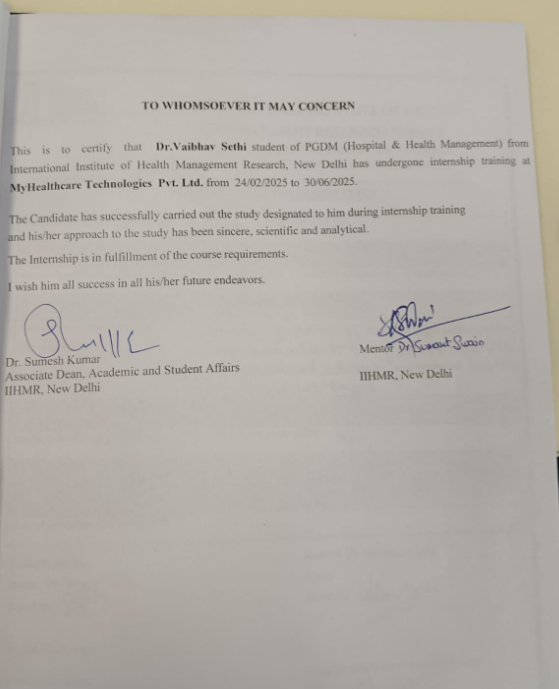 TO WHOMSOEVER IT MAY CONCERN
This is to certify that Dr.Vaibhav Sethi student of PGDM (Hospital & Health Management) from
International Institute of Health Management Research, New Delhi has undergone internship training at
MyHealthcare Technologies Pvt. Ltd. from 24/02/2025 to 30/06/2025.
The Candidate has successfully carried out the study designated to him during internship training
and his/her approach to the study has been sincere, scientific and analytical.
The Internship is in fulfillment of the course requirements.
I wish him all success in all his/her future endeavors.
Dr. Sumesh Kumar
Associate Dean, Academic and Student Affairs
IIHMR, New Delhi
Mentor Dr.
IIHMR, New Delhi